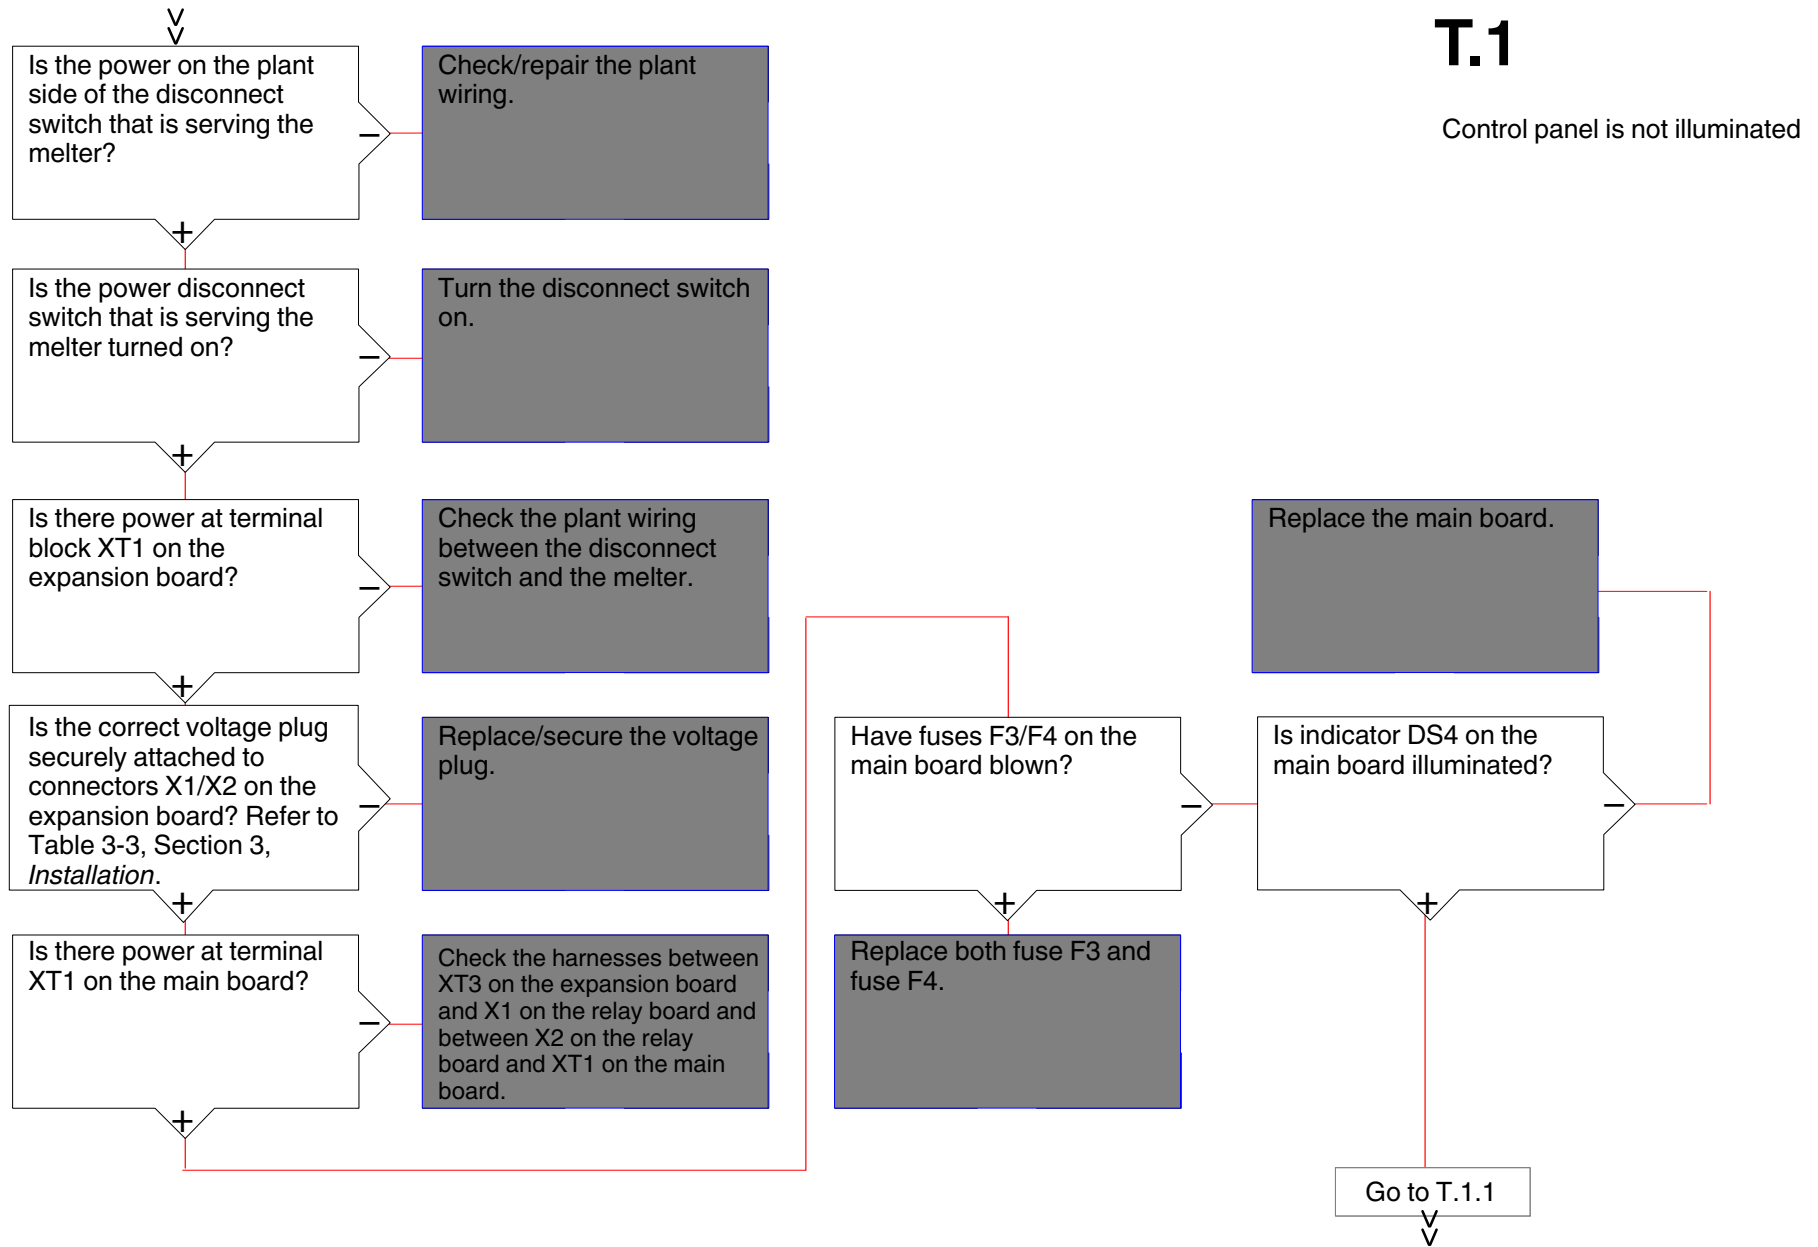 T.1
Control panel is not illuminated
Is the power on the plant
side of the disconnect
switch that is serving the
melter?
−
+
Check/repair the plant
wiring.
Is the power disconnect
switch that is serving the
melter turned on?
−
+
Turn the disconnect switch
on.
Is there power at terminal
block XT1 on the
expansion board?
−
+
Check the plant wiring
between the disconnect
switch and the melter.
Is the correct voltage plug
securely attached to
connectors X1/X2 on the
expansion board? Refer to
Table 3-3, Section 3,
Installation.
−
+
Replace/secure the voltage
plug.
Is there power at terminal
XT1 on the main board?
−
+
Check the harnesses between
XT3 on the expansion board
and X1 on the relay board and
between X2 on the relay
board and XT1 on the main
board.
Have fuses F3/F4 on the
main board blown?
−
+
Replace both fuse F3 and
fuse F4.
Is indicator DS4 on the
main board illuminated?
−
+
Replace the main board.
Go to T.1.1